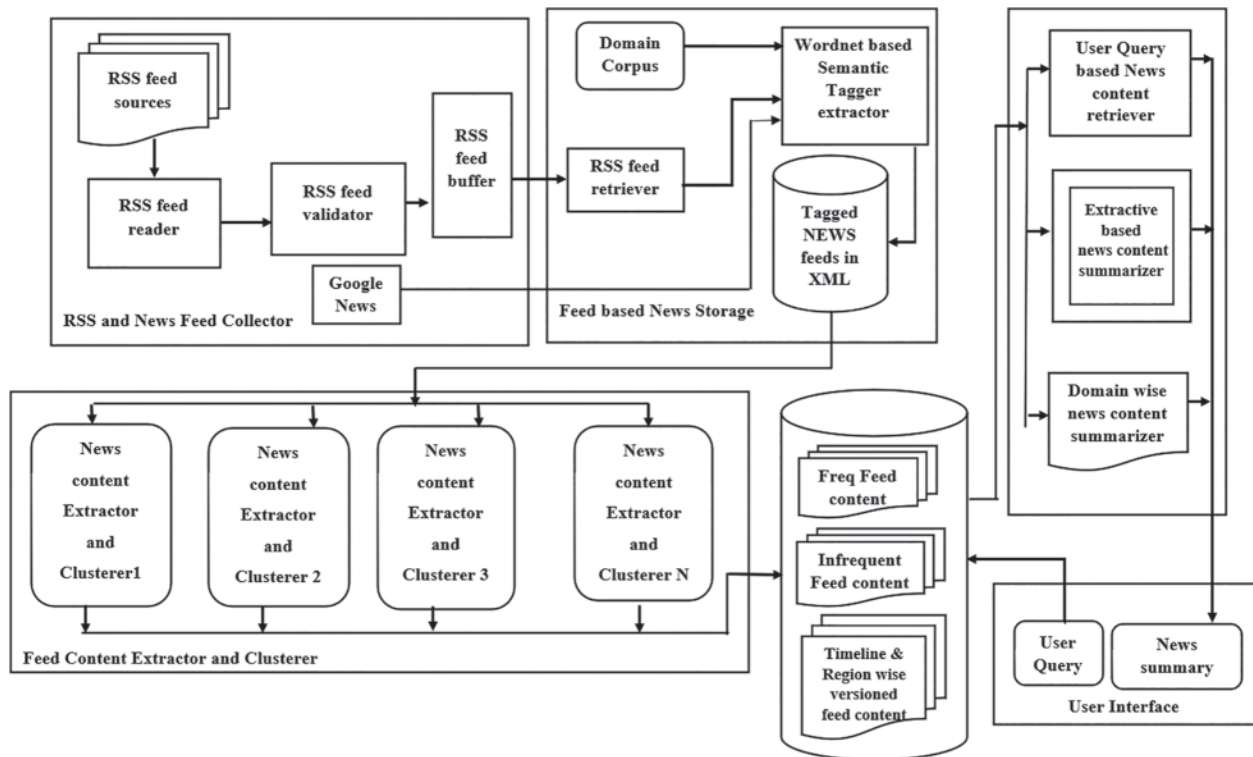 RSS feed
sources
RSS feed
reader
RSS feed
validator
RSS
feed
buffer
Google
News
RSS and News Feed Collector
Domain
Corpus
Wordnet based
Semantic
Tagger
extractor
RSS feed
retriever
Tagged
NEWS
feeds in
XML
Feed based News Storage
User Query
based News
content
retriever
Extractive
based
news content
summarizer
Domain wise
news content
summarizer
News
content
Extractor
and
Clusterer1
News
content
Extractor
and
Clusterer 2
News
content
Extractor
and
Clusterer 3
News
content
Extractor
and
Clusterer N
Feed Content Extractor and Clusterer
Freq Feed
content
Infrequent
Feed content
Timeline &
Region wise
versioned
feed content
User
Query
News
summary
User Interface